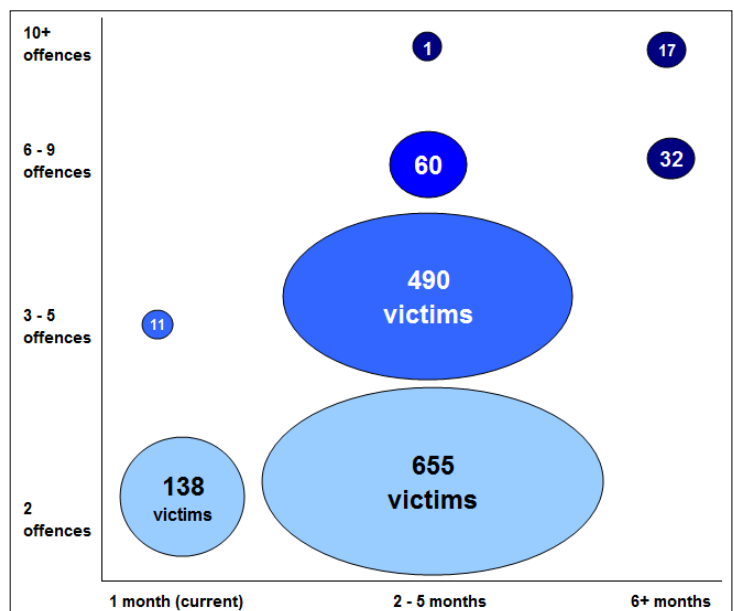 10+
offences
1
17
6 - 9
offences
60
32
490
victims
3 - 5
offences
11
655
victims
138
victims
2
offences
1 month (current)
2 - 5 months
6+ months